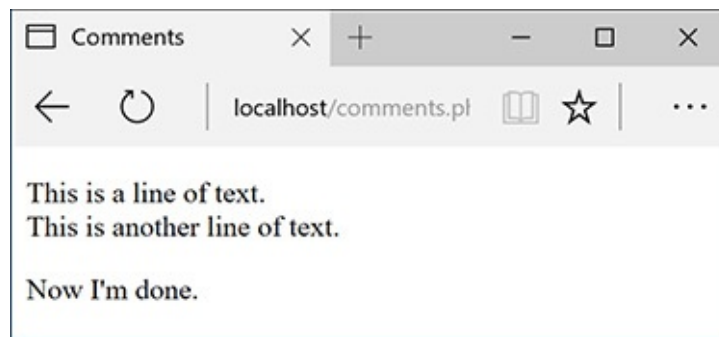 Comments
localhost/comments.pl
This is a line of text.
This is another line of text.
Now I'm done.